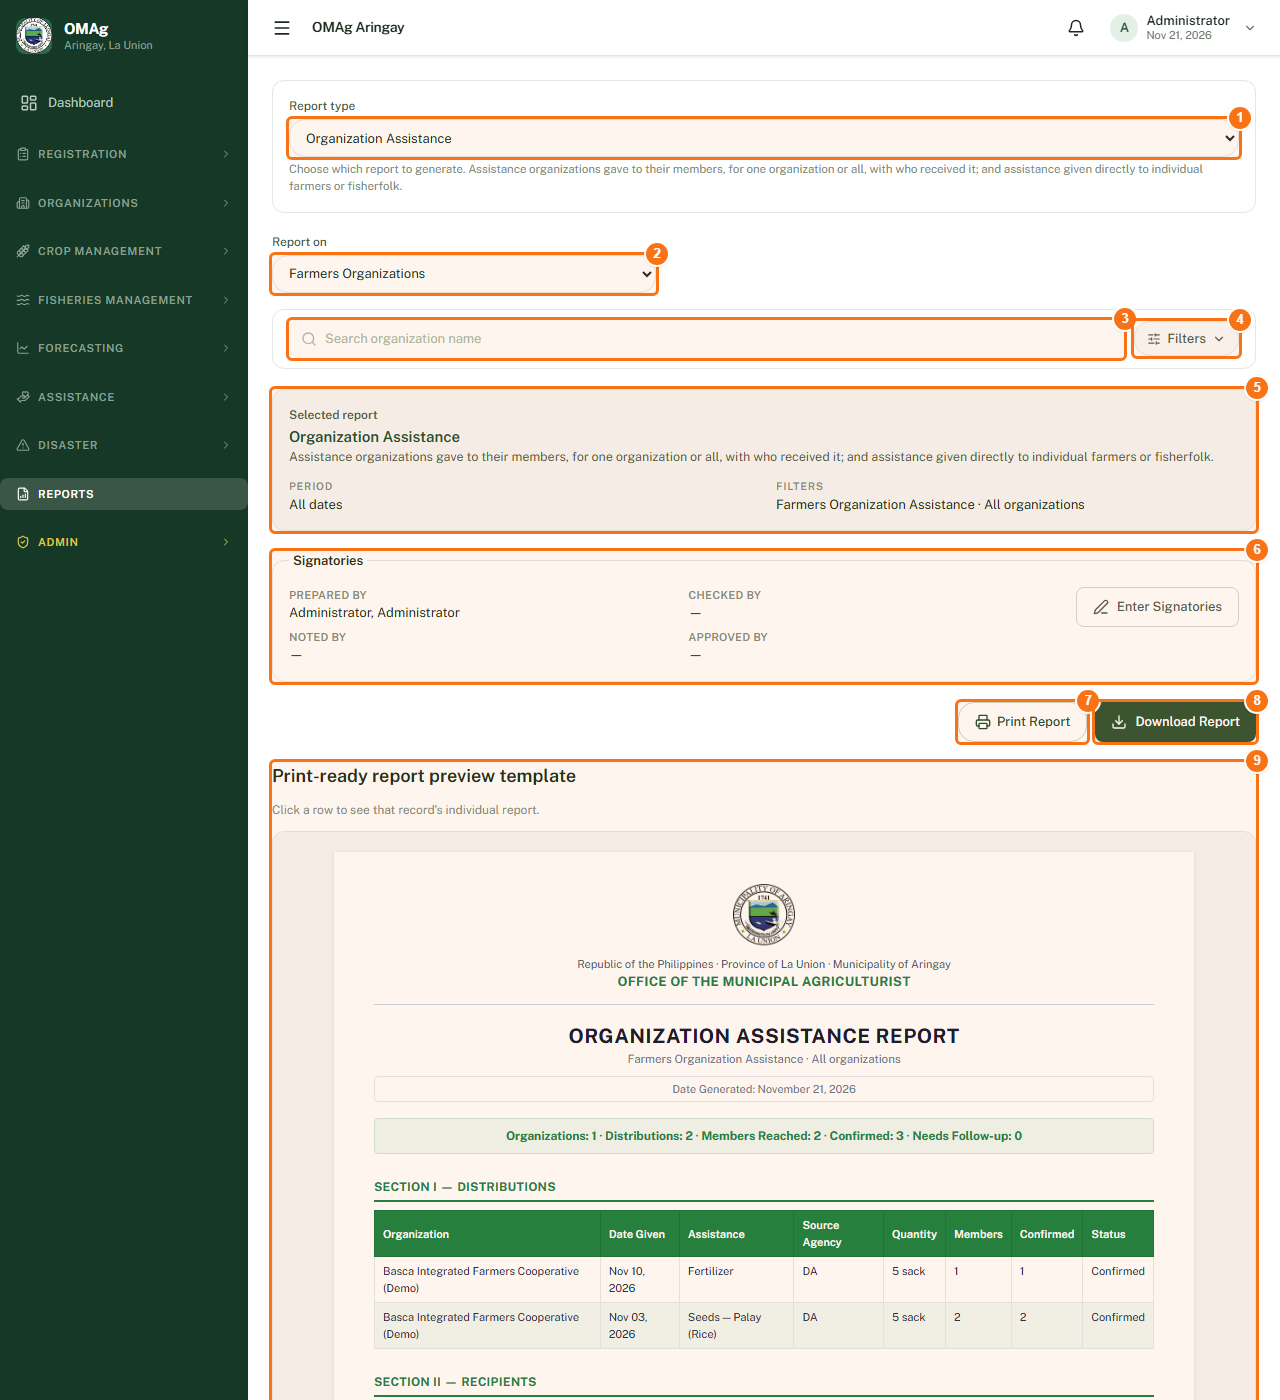 OMAg
Aringay, La Union
Dashboard
REGISTRATION
ORGANIZATIONS
CROP MANAGEMENT
FISHERIES MANAGEMENT
FORECASTING
ASSISTANCE
DISASTER
REPORTS
ADMIN
OMAg Aringay
A
Administrator
Nov 21, 2026
Report type
1
Organization Assistance
Choose which report to generate. Assistance organizations gave to their members, for one organization or all, with who received it; and assistance given directly to individual
farmers or fisherfolk.
Report on
2
Farmers Organizations
3
Search organization name
4
Filters
5
Selected report
Organization Assistance
Assistance organizations gave to their members, for one organization or all, with who received it; and assistance given directly to individual farmers or fisherfolk.
PERIOD
All dates
FILTERS
Farmers Organization Assistance · All organizations
6
Signatories
PREPARED BY
Administrator, Administrator
CHECKED BY
—
NOTED BY
—
APPROVED BY
—
Enter Signatories
7
Print Report
8
Download Report
9
Print-ready report preview template
Click a row to see that record's individual report.
MUNICIPALITY OF ARINGAY
1741
LA UNION
Republic of the Philippines · Province of La Union · Municipality of Aringay
OFFICE OF THE MUNICIPAL AGRICULTURIST
ORGANIZATION ASSISTANCE REPORT
Farmers Organization Assistance · All organizations
Date Generated: November 21, 2026
Organizations: 1 · Distributions: 2 · Members Reached: 2 · Confirmed: 3 · Needs Follow-up: 0
SECTION I — DISTRIBUTIONS
Organization Date Given Assistance Source Agency Quantity Members Confirmed Status
Basca Integrated Farmers Cooperative (Demo) Nov 10, 2026 Fertilizer DA 5 sack 1 1 Confirmed
Basca Integrated Farmers Cooperative (Demo) Nov 03, 2026 Seeds — Palay (Rice) DA 5 sack 2 2 Confirmed
SECTION II — RECIPIENTS